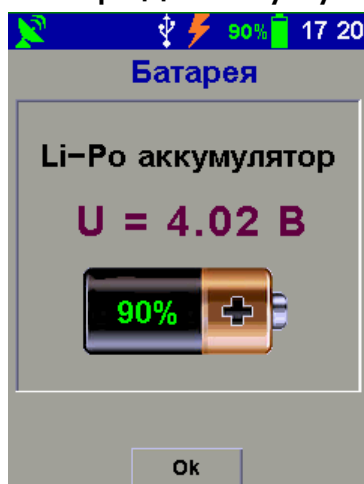 90% 17 20
Батарея
Li-Po аккумулятор
U = 4.02 В
90%
Ok